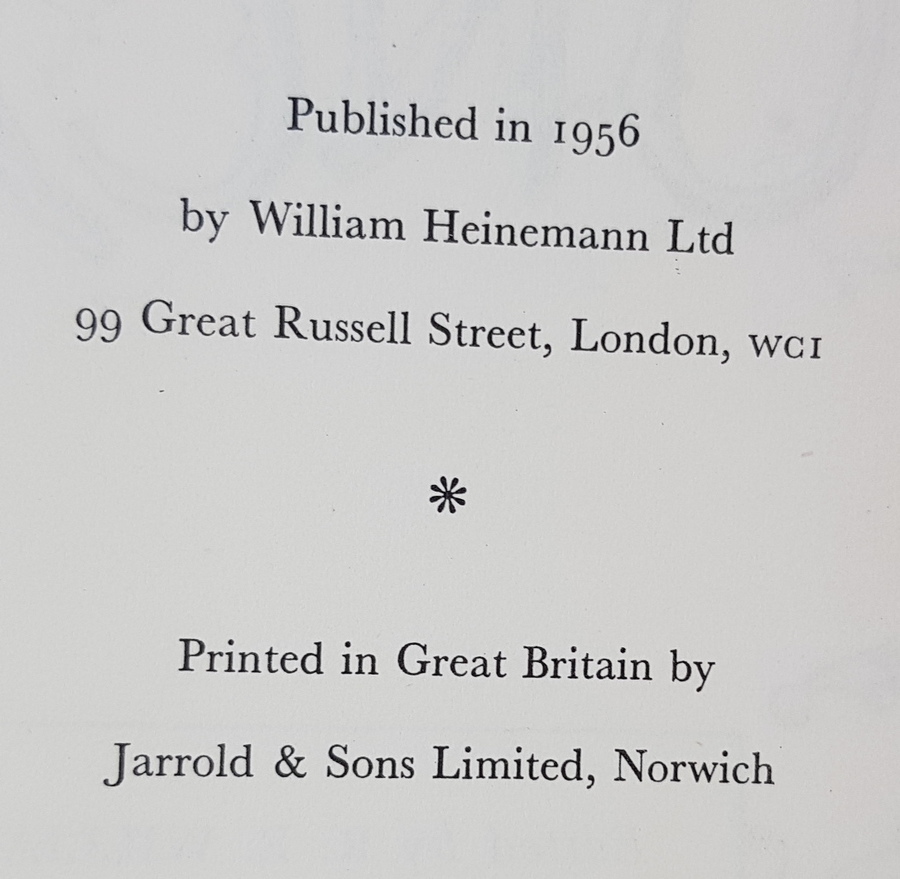 Published in 1956
by William Heinemann Ltd
99 Great Russell Street, London, WC1
*
Printed in Great Britain by
Jarrold & Sons Limited, Norwich